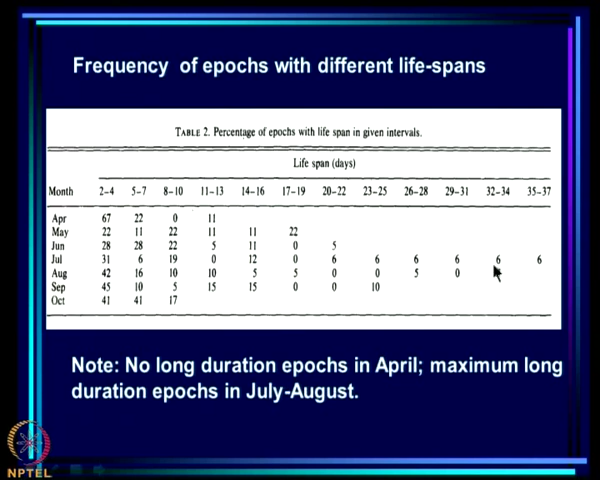 Frequency of epochs with different life-spans
TABLE 2. Percentage of epochs with life span in given intervals.
Life span (days)
Month 2–4 5–7 8–10 11–13 14–16 17–19 20–22 23–25 26–28 29–31 32–34 35–37
Apr 67 22 0 11
May 22 11 22 11 11 22
Jun 28 28 22 5 11 0 5
Jul 31 6 19 0 12 0 6 6 6 6 6 6
Aug 42 16 10 10 5 5 0 0 5 0
Sep 45 10 5 15 15 0 0 10
Oct 41 41 17
Note: No long duration epochs in April; maximum long
duration epochs in July-August.
NPTEL